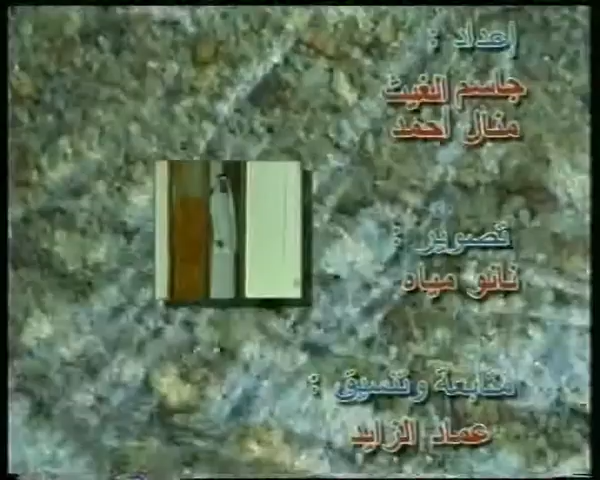 إعداد :
جاسم الغيث
منال أحمد
تصوير :
نانو مياه
متابعة وتنسيق :
عماد الزايد